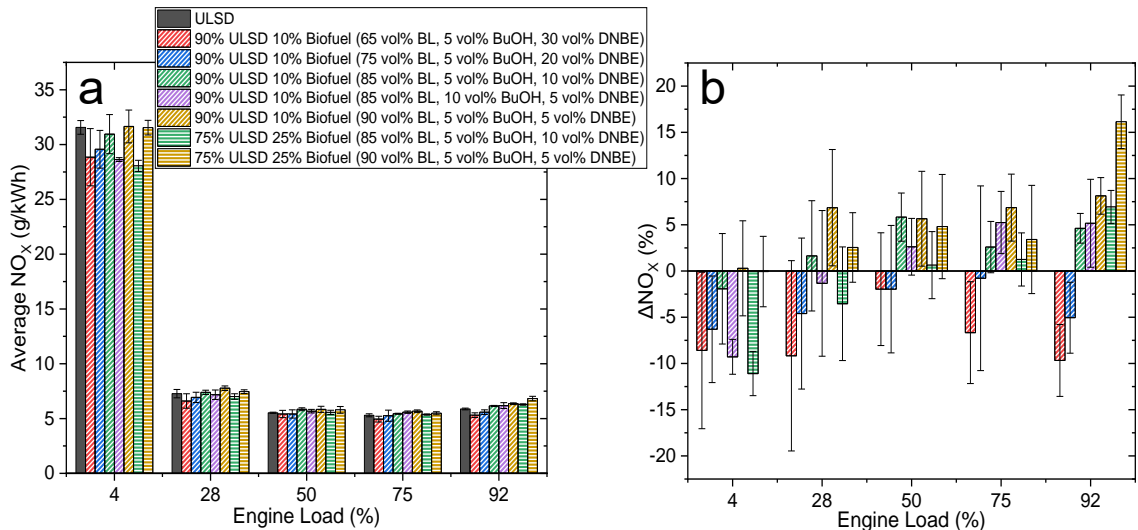 ULSD
90% ULSD 10% Biofuel (65 vol% BL, 5 vol% BuOH, 30 vol% DNBE)
90% ULSD 10% Biofuel (75 vol% BL, 5 vol% BuOH, 20 vol% DNBE)
90% ULSD 10% Biofuel (85 vol% BL, 5 vol% BuOH, 10 vol% DNBE)
90% ULSD 10% Biofuel (85 vol% BL, 10 vol% BuOH, 5 vol% DNBE)
90% ULSD 10% Biofuel (90 vol% BL, 5 vol% BuOH, 5 vol% DNBE)
75% ULSD 25% Biofuel (85 vol% BL, 5 vol% BuOH, 10 vol% DNBE)
75% ULSD 25% Biofuel (90 vol% BL, 5 vol% BuOH, 5 vol% DNBE)
a
Average NOX (g/kWh)
35
30
25
20
15
10
5
0
4 28 50 75 92
Engine Load (%)
b
ΔNOX (%)
20
15
10
5
0
-5
-10
-15
-20
4 28 50 75 92
Engine Load (%)